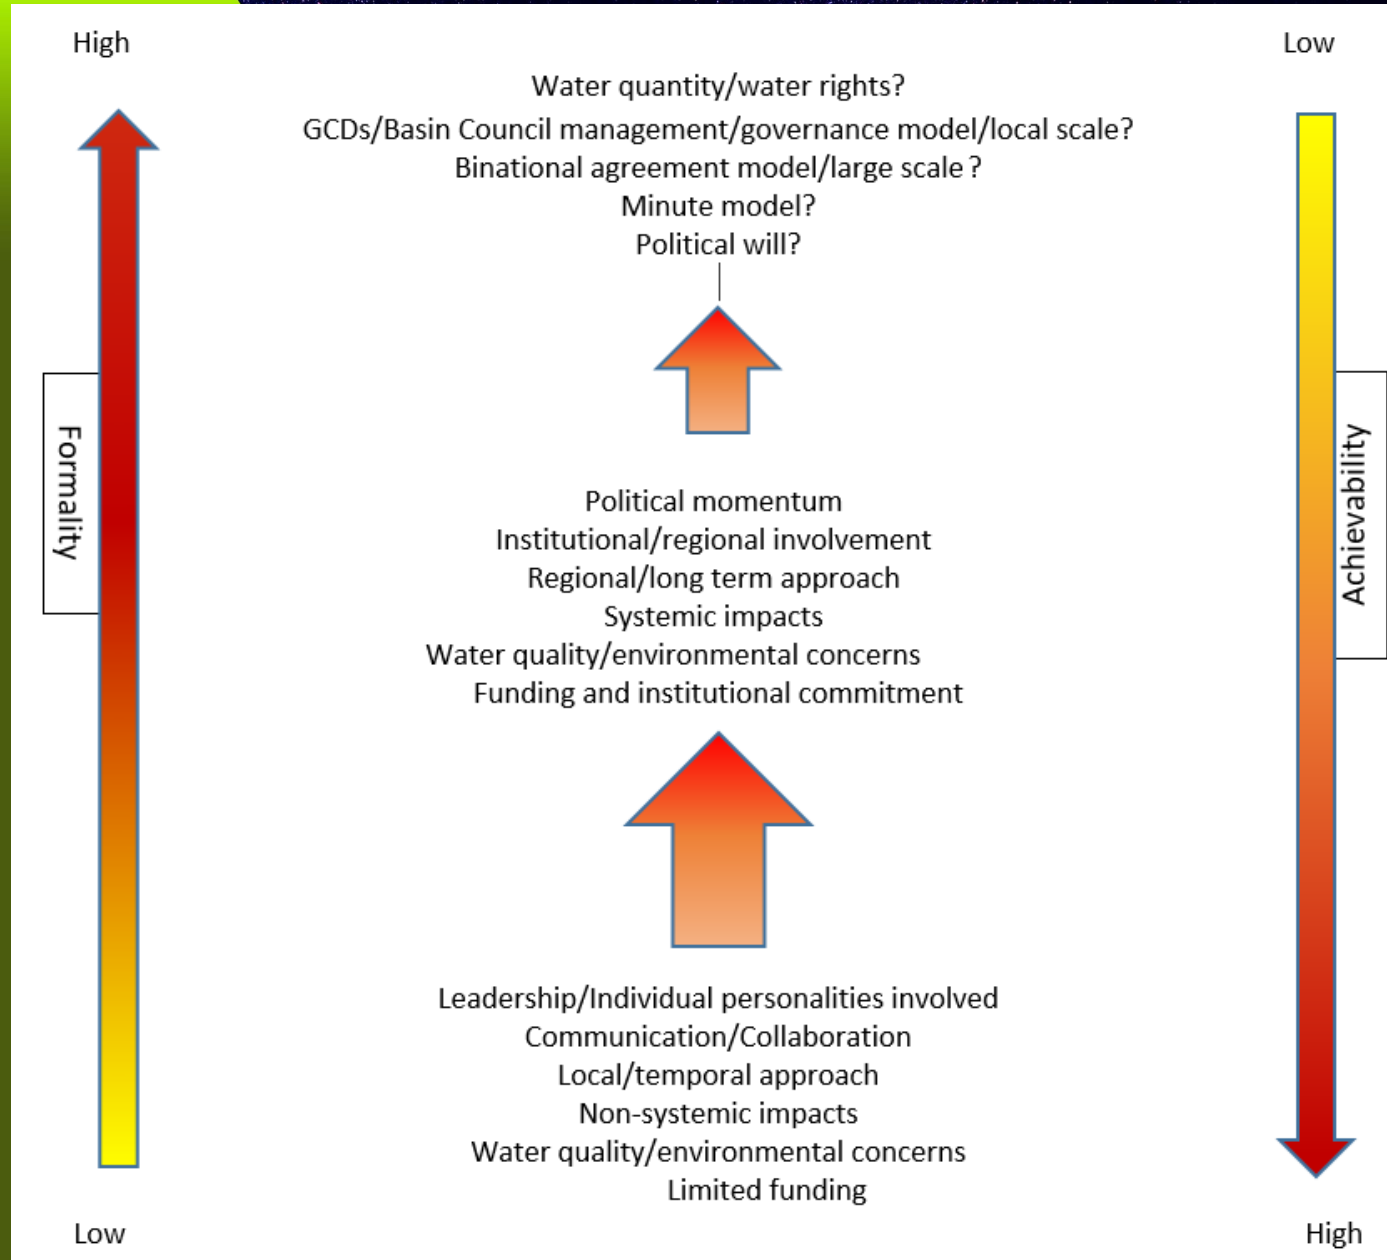 High
Low
Water quantity/water rights?
GCDs/Basin Council management/governance model/local scale?
Binational agreement model/large scale?
Minute model?
Political will?
Formality
Achievability
Political momentum
Institutional/regional involvement
Regional/long term approach
Systemic impacts
Water quality/environmental concerns
Funding and institutional commitment
Leadership/Individual personalities involved
Communication/Collaboration
Local/temporal approach
Non-systemic impacts
Water quality/environmental concerns
Limited funding
Low
High